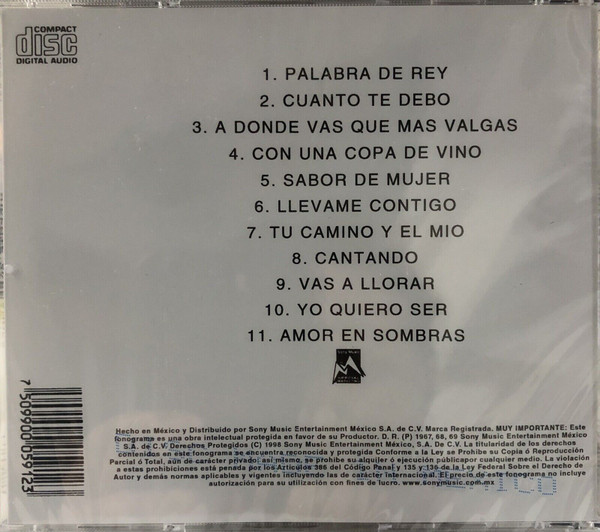 COMPACT
disc
DIGITAL AUDIO
1. PALABRA DE REY
2. CUANTO TE DEBO
3. A DONDE VAS QUE MAS VALGAS
4. CON UNA COPA DE VINO
5. SABOR DE MUJER
6. LLEVAME CONTIGO
7. TU CAMINO Y EL MIO
8. CANTANDO
9. VAS A LLORAR
10. YO QUIERO SER
11. AMOR EN SOMBRAS
Sony Music
7 509900 059123
Hecho en México y Distribuido por Sony Music Entertainment México S.A. de C.V. Marca Registrada. MUY IMPORTANTE: Este
fonograma es una obra intelectual protegida en favor de su Productor. D. R. (P) 1967, 68, 69 Sony Music Entertainment México
S.A. de C.V. Derechos Protegidos (C) 1998 Sony Music Entertainment México, S.A. De C.V. La titularidad de los derechos
contenidos en este fonograma se encuentra reconocida y protegida Conforme a la Ley se Prohibe su Copia ó Reproducción
Parcial ó Total, aún de carácter privado; así mismo, se prohibe su alquiler ó ejecución públicapor cualquier medio. La violación
a estas prohibiciones está penada por los Artículos 386 del Código Penal y 135 y 136 de la Ley Federal Sobre el Derecho de
Autor y demás normas aplicables y vigentes incluyendo las de carácter internacional. El precio de este fonograma no incluye
autorización para su utilización con fines de lucro. www.sonymusic.com.mx